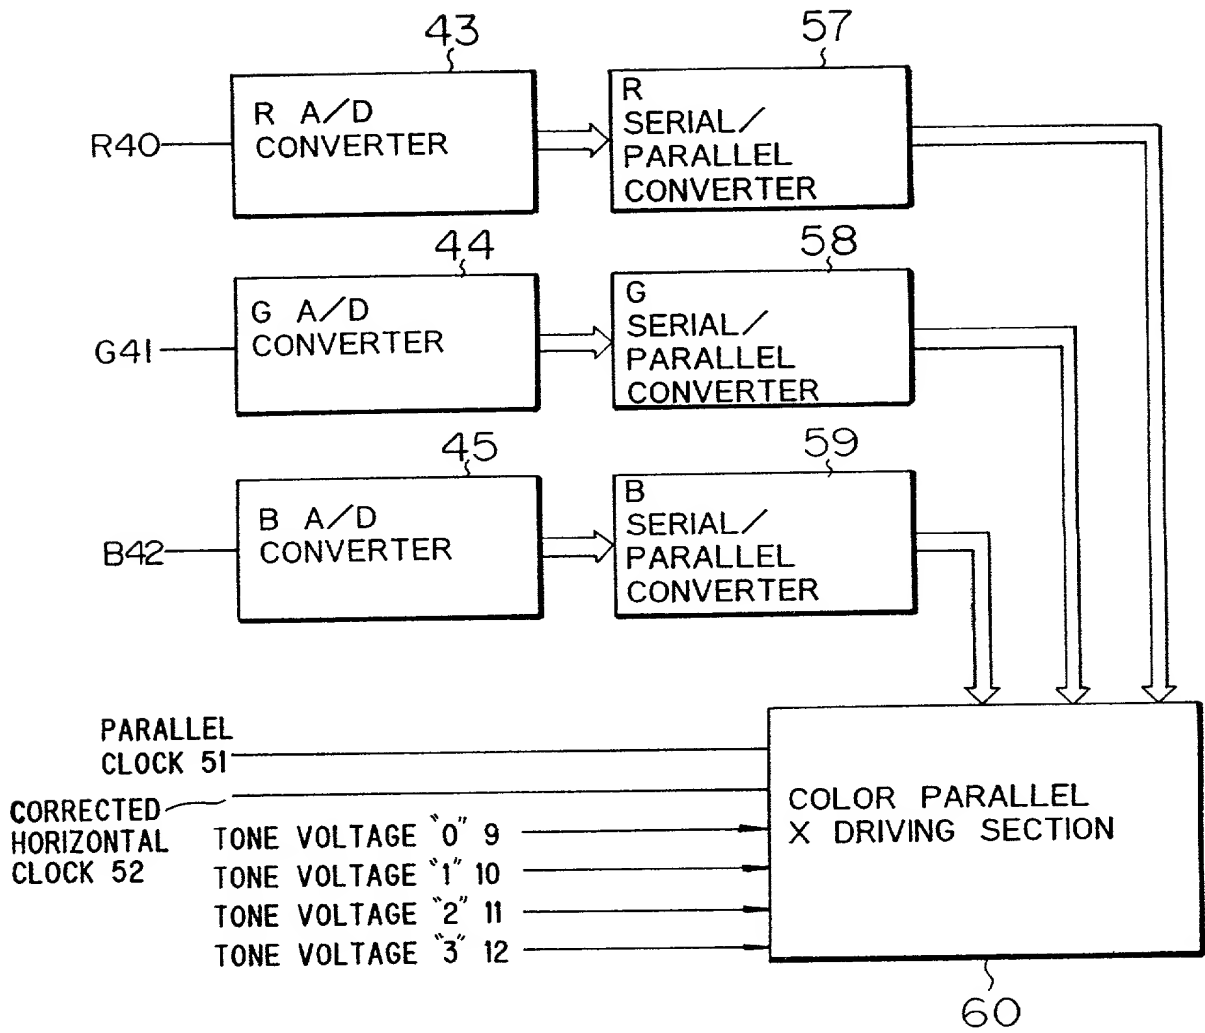 43
57
R A/D
CONVERTER
R
SERIAL/
PARALLEL
CONVERTER
R40
44
58
G A/D
CONVERTER
G
SERIAL/
PARALLEL
CONVERTER
G41
45
59
B A/D
CONVERTER
B
SERIAL/
PARALLEL
CONVERTER
B42
PARALLEL
CLOCK 51
CORRECTED
HORIZONTAL
CLOCK 52
TONE VOLTAGE "0" 9
TONE VOLTAGE "1" 10
TONE VOLTAGE "2" 11
TONE VOLTAGE "3" 12
COLOR PARALLEL
X DRIVING SECTION
60